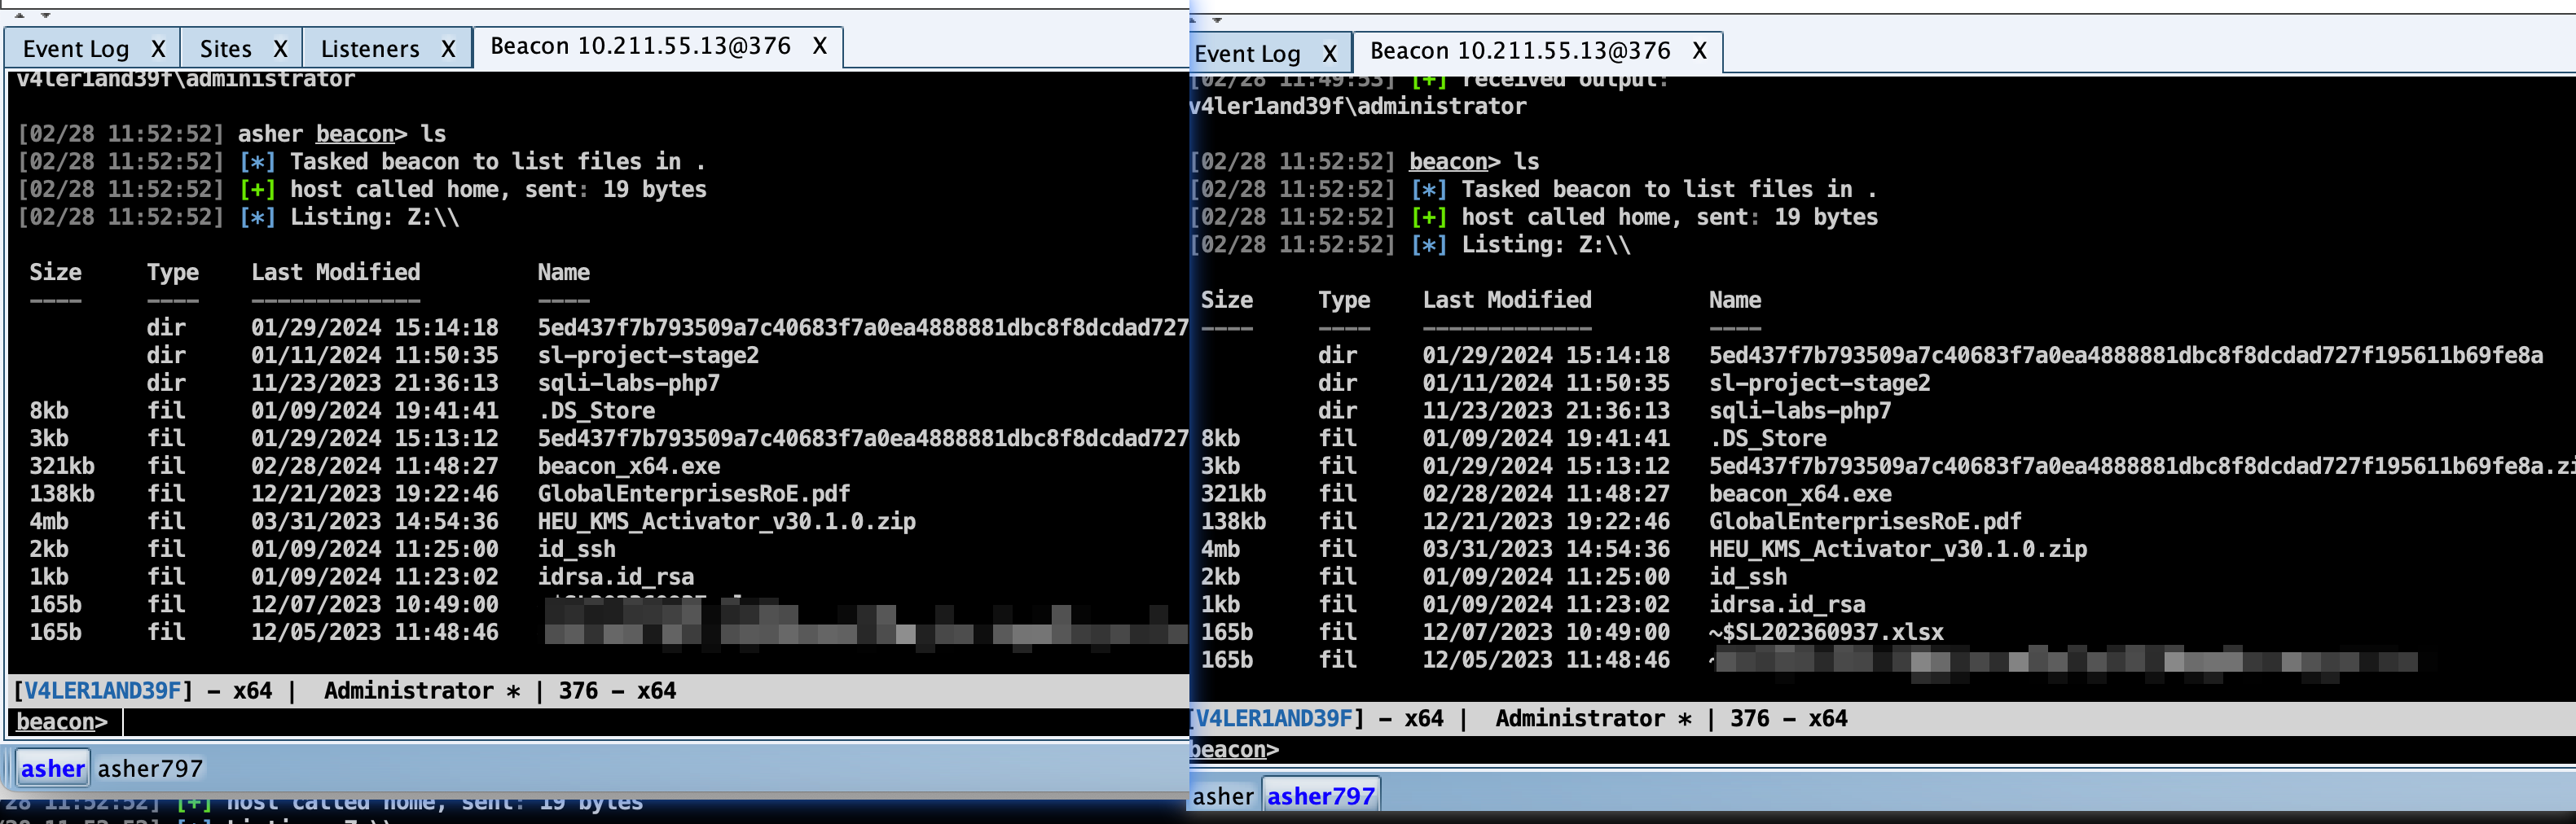 Event Log X Sites X Listeners X Beacon 10.211.55.13@376 X
v4ler1and39f\administrator
[02/28 11:52:52] asher beacon> ls
[02/28 11:52:52] [*] Tasked beacon to list files in .
[02/28 11:52:52] [+] host called home, sent: 19 bytes
[02/28 11:52:52] [*] Listing: Z:\\
Size Type Last Modified Name
---- ---- ------------- ----
dir 01/29/2024 15:14:18 5ed437f7b793509a7c40683f7a0ea4888881dbc8f8dcdad727
dir 01/11/2024 11:50:35 sl-project-stage2
dir 11/23/2023 21:36:13 sqli-labs-php7
8kb fil 01/09/2024 19:41:41 .DS_Store
3kb fil 01/29/2024 15:13:12 5ed437f7b793509a7c40683f7a0ea4888881dbc8f8dcdad727
321kb fil 02/28/2024 11:48:27 beacon_x64.exe
138kb fil 12/21/2023 19:22:46 GlobalEnterprisesRoE.pdf
4mb fil 03/31/2023 14:54:36 HEU_KMS_Activator_v30.1.0.zip
2kb fil 01/09/2024 11:25:00 id_ssh
1kb fil 01/09/2024 11:23:02 idrsa.id_rsa
165b fil 12/07/2023 10:49:00
165b fil 12/05/2023 11:48:46
[V4LER1AND39F] - x64 | Administrator * | 376 - x64
beacon>
asher asher797
28 11:52:52] [+] host called home, sent: 19 bytes
Event Log X Beacon 10.211.55.13@376 X
[02/28 11:49:53] [+] received output:
v4ler1and39f\administrator
[02/28 11:52:52] beacon> ls
[02/28 11:52:52] [*] Tasked beacon to list files in .
[02/28 11:52:52] [+] host called home, sent: 19 bytes
[02/28 11:52:52] [*] Listing: Z:\\
Size Type Last Modified Name
---- ---- ------------- ----
dir 01/29/2024 15:14:18 5ed437f7b793509a7c40683f7a0ea4888881dbc8f8dcdad727f195611b69fe8a
dir 01/11/2024 11:50:35 sl-project-stage2
dir 11/23/2023 21:36:13 sqli-labs-php7
8kb fil 01/09/2024 19:41:41 .DS_Store
3kb fil 01/29/2024 15:13:12 5ed437f7b793509a7c40683f7a0ea4888881dbc8f8dcdad727f195611b69fe8a.zi
321kb fil 02/28/2024 11:48:27 beacon_x64.exe
138kb fil 12/21/2023 19:22:46 GlobalEnterprisesRoE.pdf
4mb fil 03/31/2023 14:54:36 HEU_KMS_Activator_v30.1.0.zip
2kb fil 01/09/2024 11:25:00 id_ssh
1kb fil 01/09/2024 11:23:02 idrsa.id_rsa
165b fil 12/07/2023 10:49:00 ~$SL202360937.xlsx
165b fil 12/05/2023 11:48:46
[V4LER1AND39F] - x64 | Administrator * | 376 - x64
beacon>
asher asher797